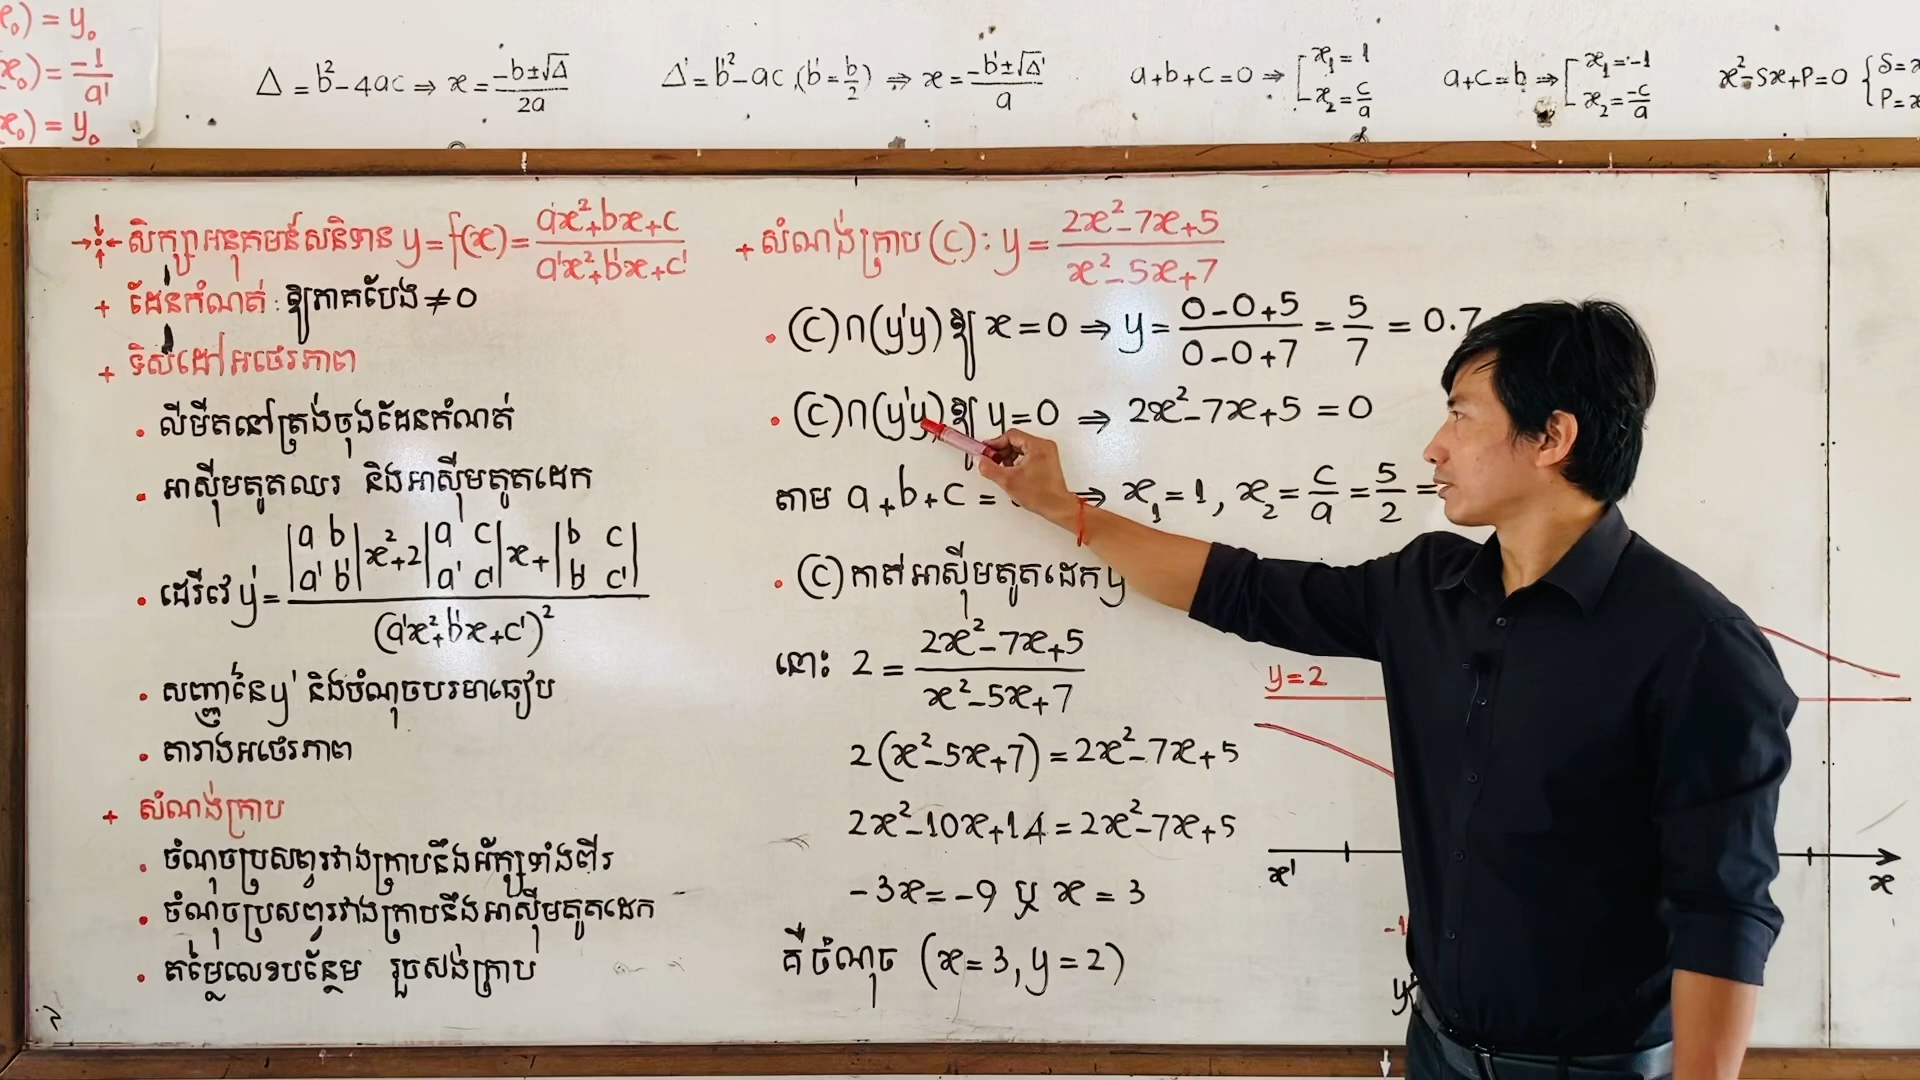 x₀) = y₀
x₀) = -1/a'
x₀) = y₀
Δ = b² - 4ac ⇒ x = (-b±√Δ)/2a
Δ' = b'² - ac, (b' = b/2) ⇒ x = (-b'±√Δ')/a
a+b+c=0 ⇒ [x₁ = 1
x₂ = c/a
a+c=b ⇒ [x₁ = -1
x₂ = -c/a
x² - Sx + P = 0 {S=x
P=x
សិក្សាអនុគមន៍សនិទាន y = f(x) = (ax²+bx+c)/(a'x²+b'x+c')
+ ដែនកំណត់ : ឱ្យភាគបែង ≠ 0
+ ទិសដៅអថេរភាព
. លីមីតនៅត្រង់ចុងដែនកំណត់
. អាស៊ីមតូតឈរ និងអាស៊ីមតូតដេក
. ដេរីវេ y' = (|a b; a' b'|x² + 2|a c; a' c'|x + |b c; b' c'|)/(a'x²+b'x+c')²
. សញ្ញានៃ y' និងចំណុចបរមាធៀប
. តារាងអថេរភាព
+ សំណង់ក្រាប
. ចំណុចប្រសព្វរវាងក្រាបនឹងអ័ក្សទាំងពីរ
. ចំណុចប្រសព្វរវាងក្រាបនឹងអាស៊ីមតូតដេក
. តម្លៃលេខបន្ថែម រួចសង់ក្រាប
+ សំណង់ក្រាប (C) : y = (2x²-7x+5)/(x²-5x+7)
. (C)∩(y'y) ឱ្យ x = 0 ⇒ y = (0-0+5)/(0-0+7) = 5/7 = 0.7
. (C)∩(y'y) ឱ្យ y = 0 ⇒ 2x²-7x+5 = 0
តាម a+b+c = ⇒ x₁ = 1, x₂ = c/a = 5/2 =
. (C) កាត់អាស៊ីមតូតដេក y
នោះ 2 = (2x²-7x+5)/(x²-5x+7)
2(x²-5x+7) = 2x²-7x+5
2x²-10x+14 = 2x²-7x+5
-3x = -9 ឬ x = 3
គឺចំណុច (x=3, y=2)
y=2
x'
x
-1
y'